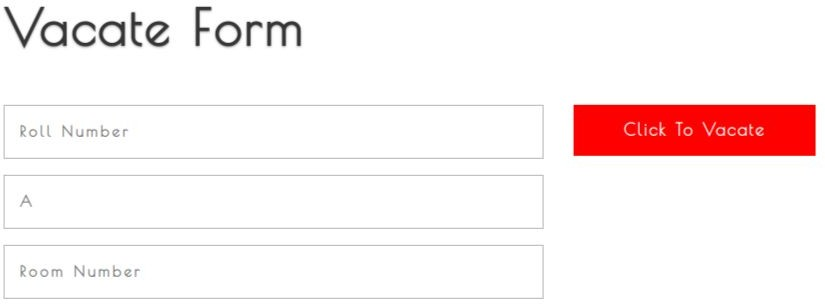 Vacate Form
Roll Number
Click To Vacate
A
Room Number